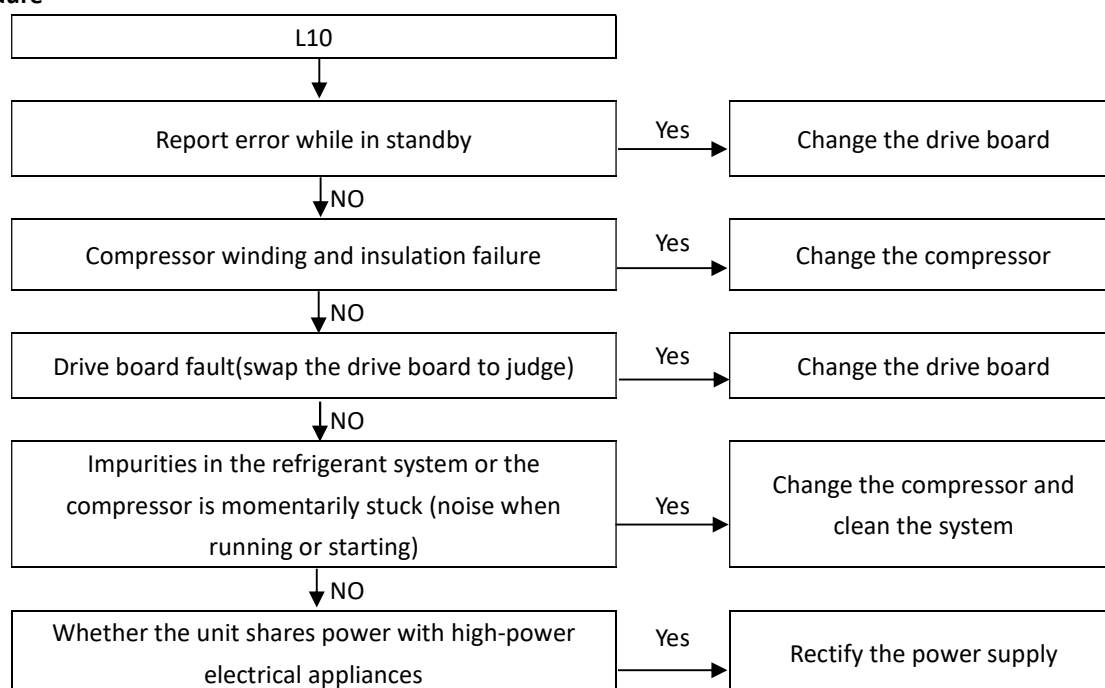 L10
Report error while in standby
Yes
Change the drive board
NO
Compressor winding and insulation failure
Yes
Change the compressor
NO
Drive board fault(swap the drive board to judge)
Yes
Change the drive board
NO
Impurities in the refrigerant system or the
compressor is momentarily stuck (noise when
running or starting)
Yes
Change the compressor and
clean the system
NO
Whether the unit shares power with high-power
electrical appliances
Yes
Rectify the power supply